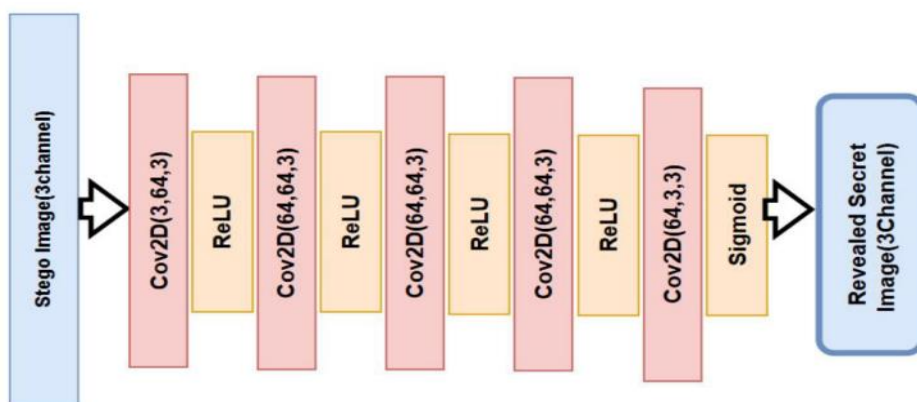 Stego Image(3channel)
Cov2D(3,64,3)
ReLU
Cov2D(64,64,3)
ReLU
Cov2D(64,64,3)
ReLU
Cov2D(64,64,3)
ReLU
Cov2D(64,3,3)
Sigmoid
Revealed Secret
Image(3Channel)